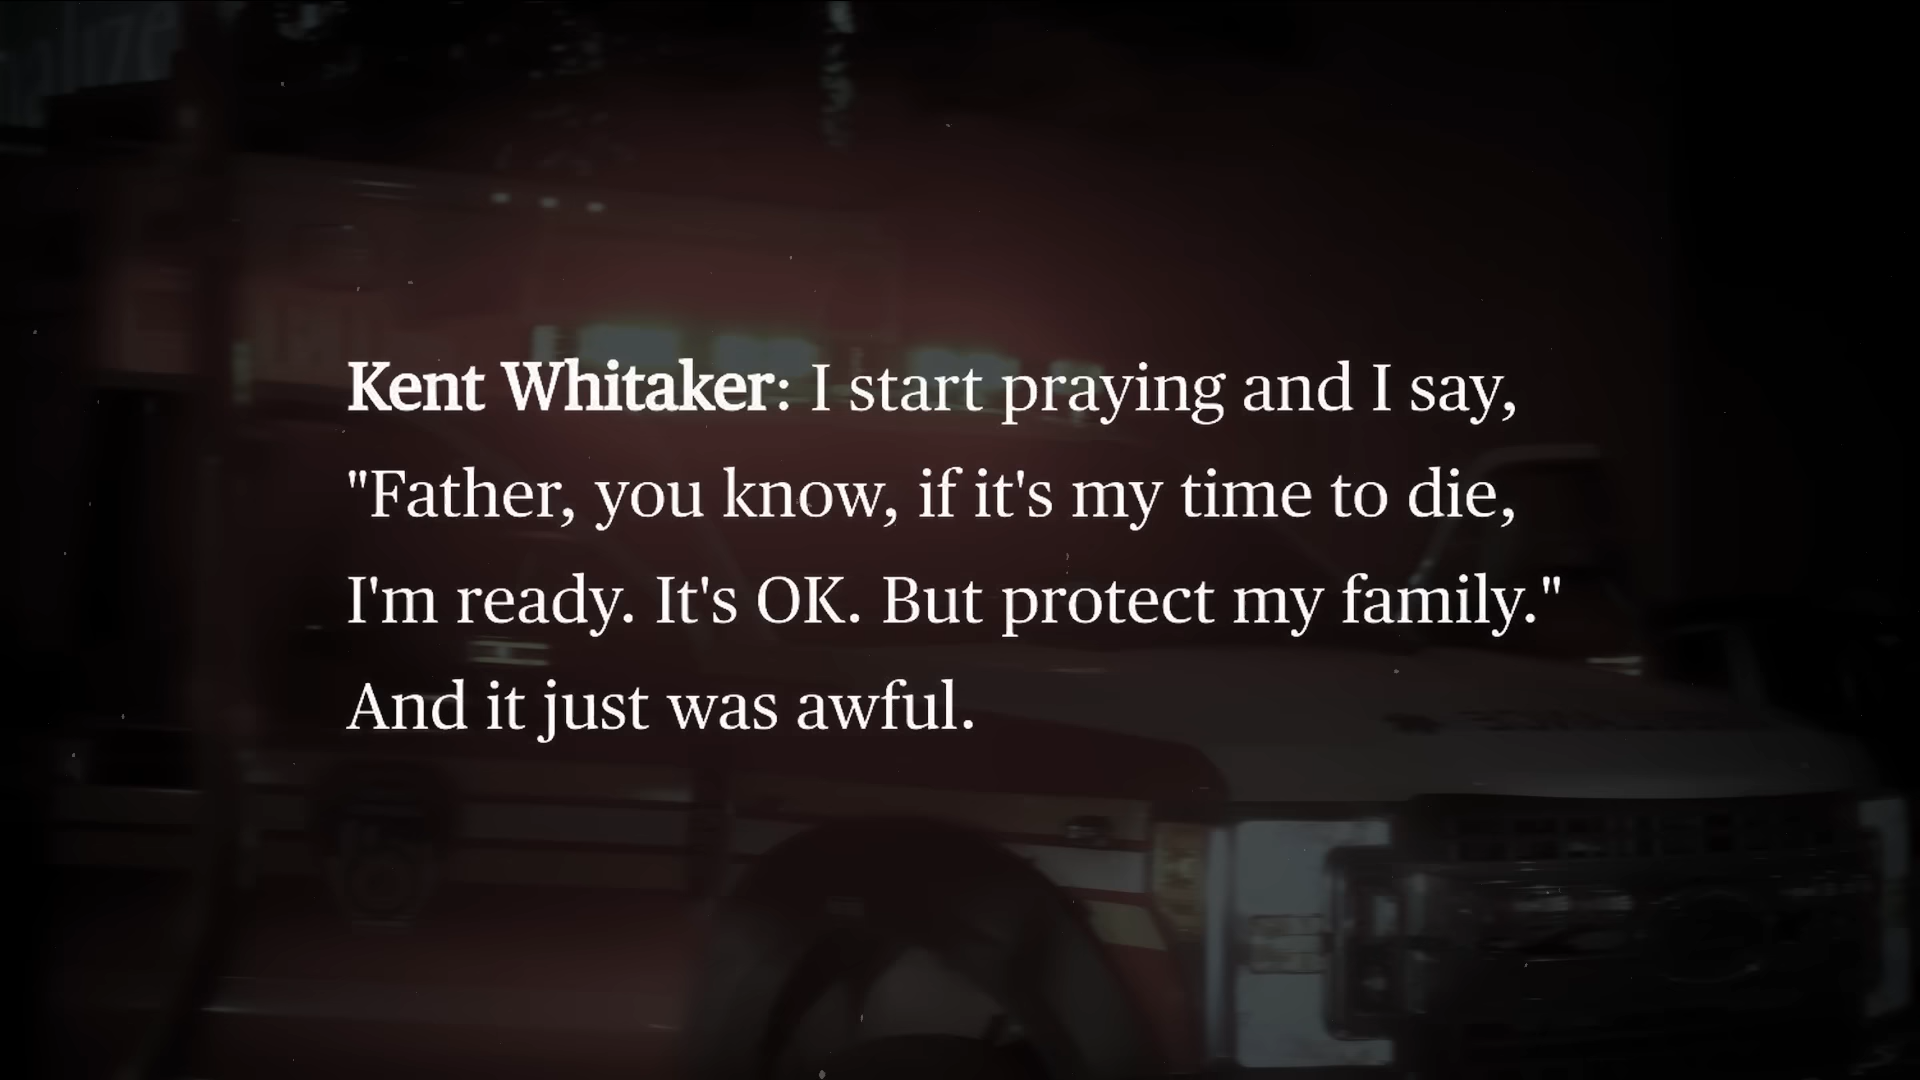 Kent Whitaker: I start praying and I say,
"Father, you know, if it's my time to die,
I'm ready. It's OK. But protect my family."
And it just was awful.